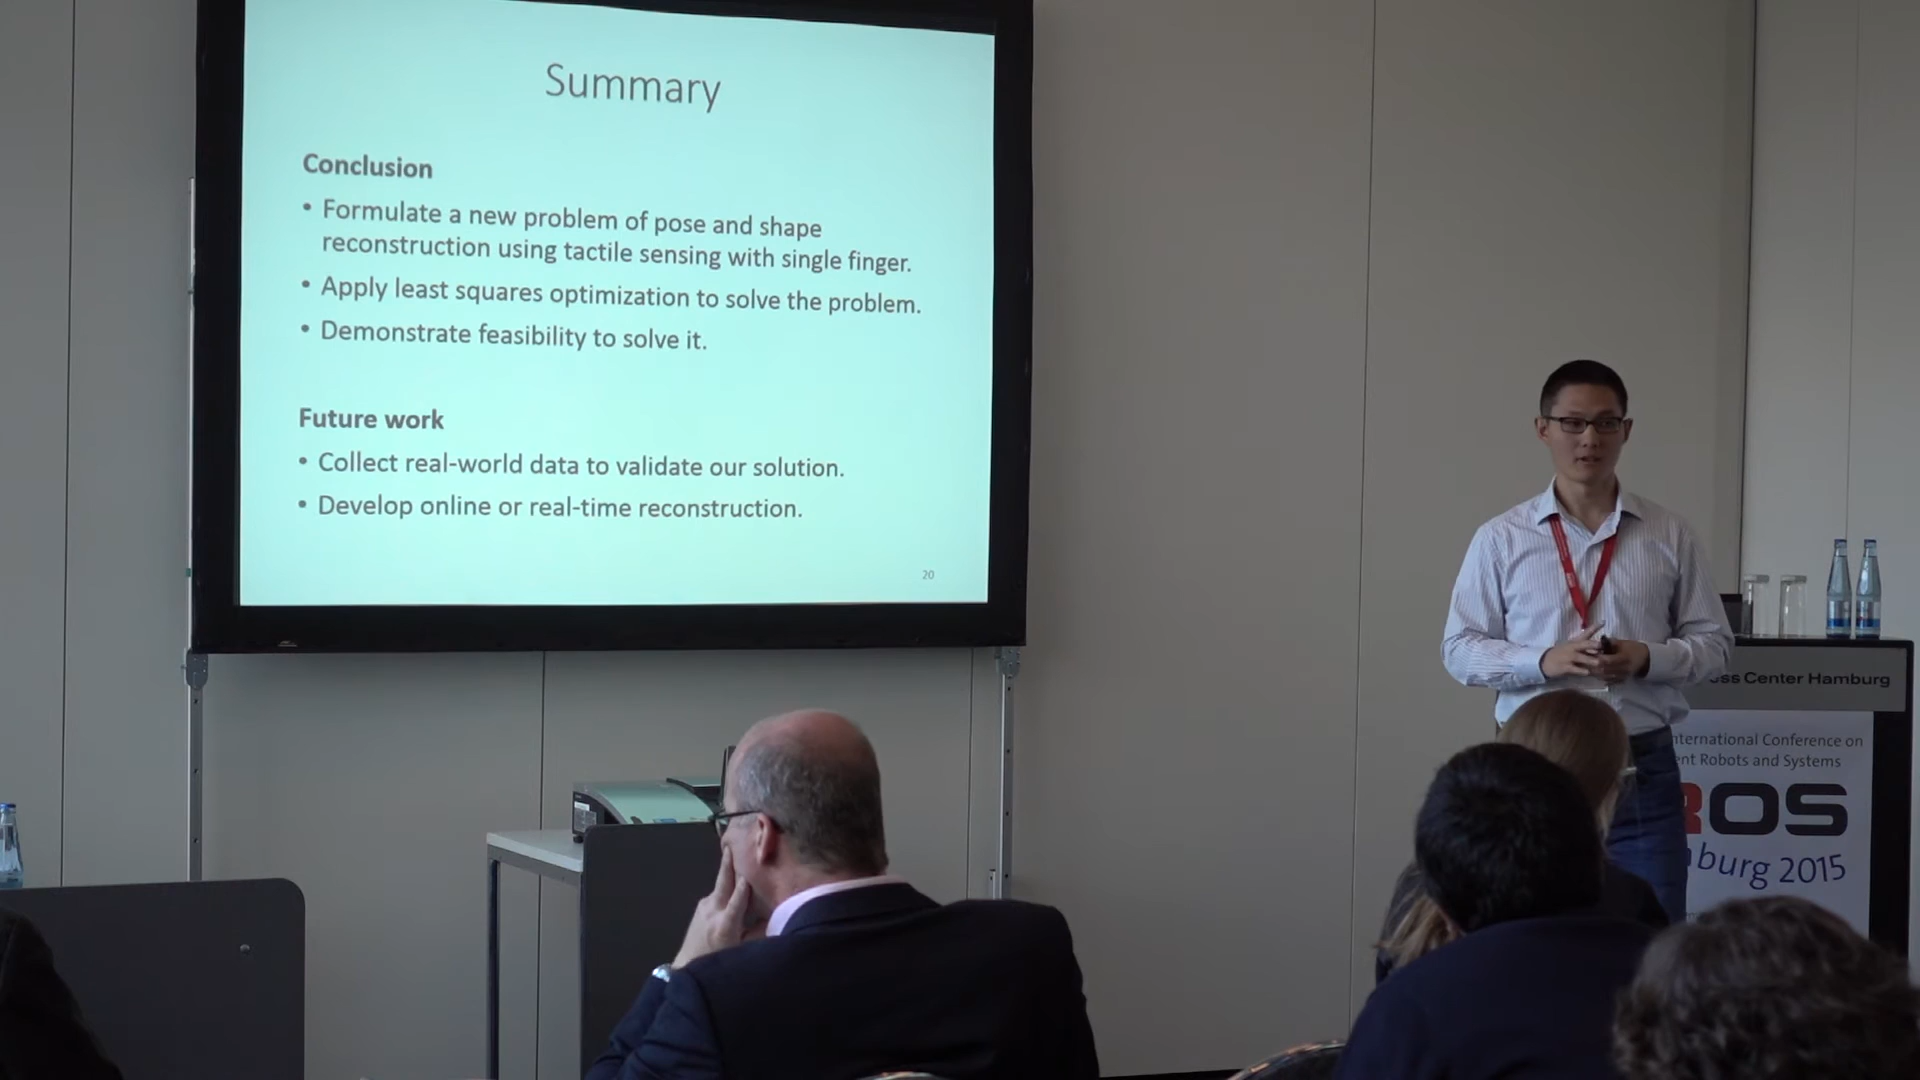 Summary
Conclusion
• Formulate a new problem of pose and shape
reconstruction using tactile sensing with single finger.
• Apply least squares optimization to solve the problem.
• Demonstrate feasibility to solve it.
Future work
• Collect real-world data to validate our solution.
• Develop online or real-time reconstruction.
20
Center Hamburg
Conference on
Robots and Systems
ROS
2015